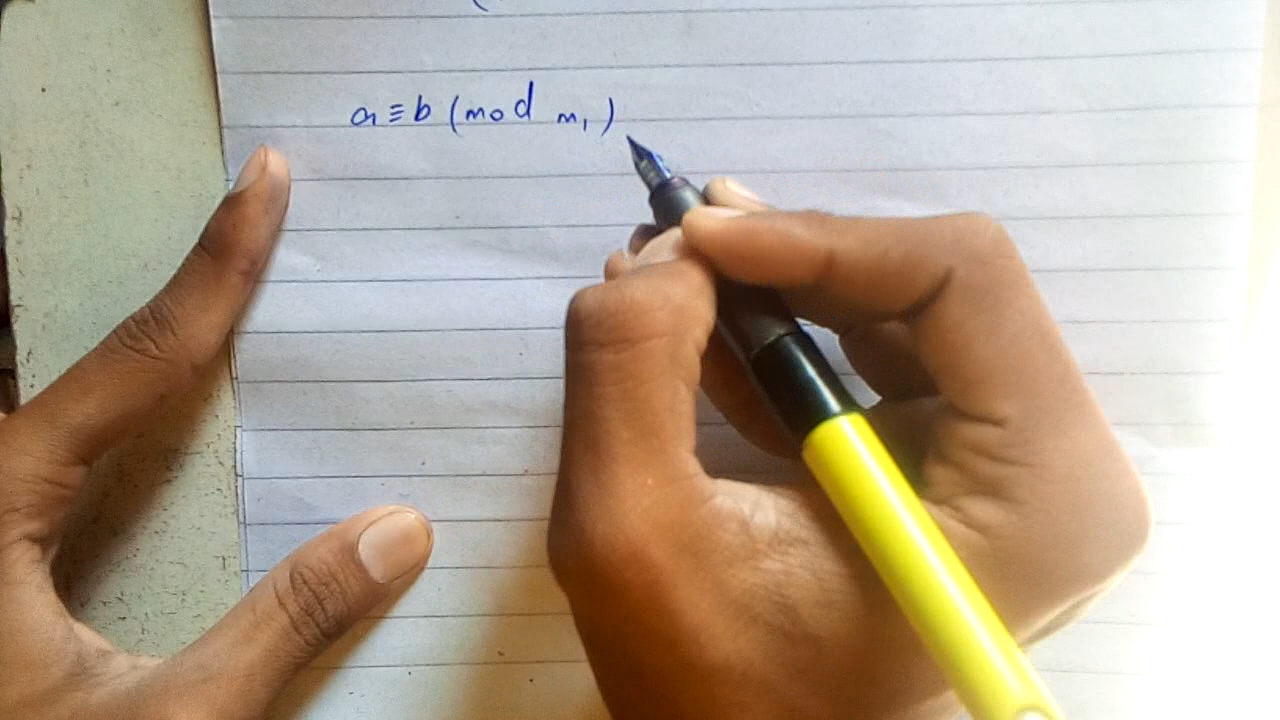 a ≡ b (mod m₁)